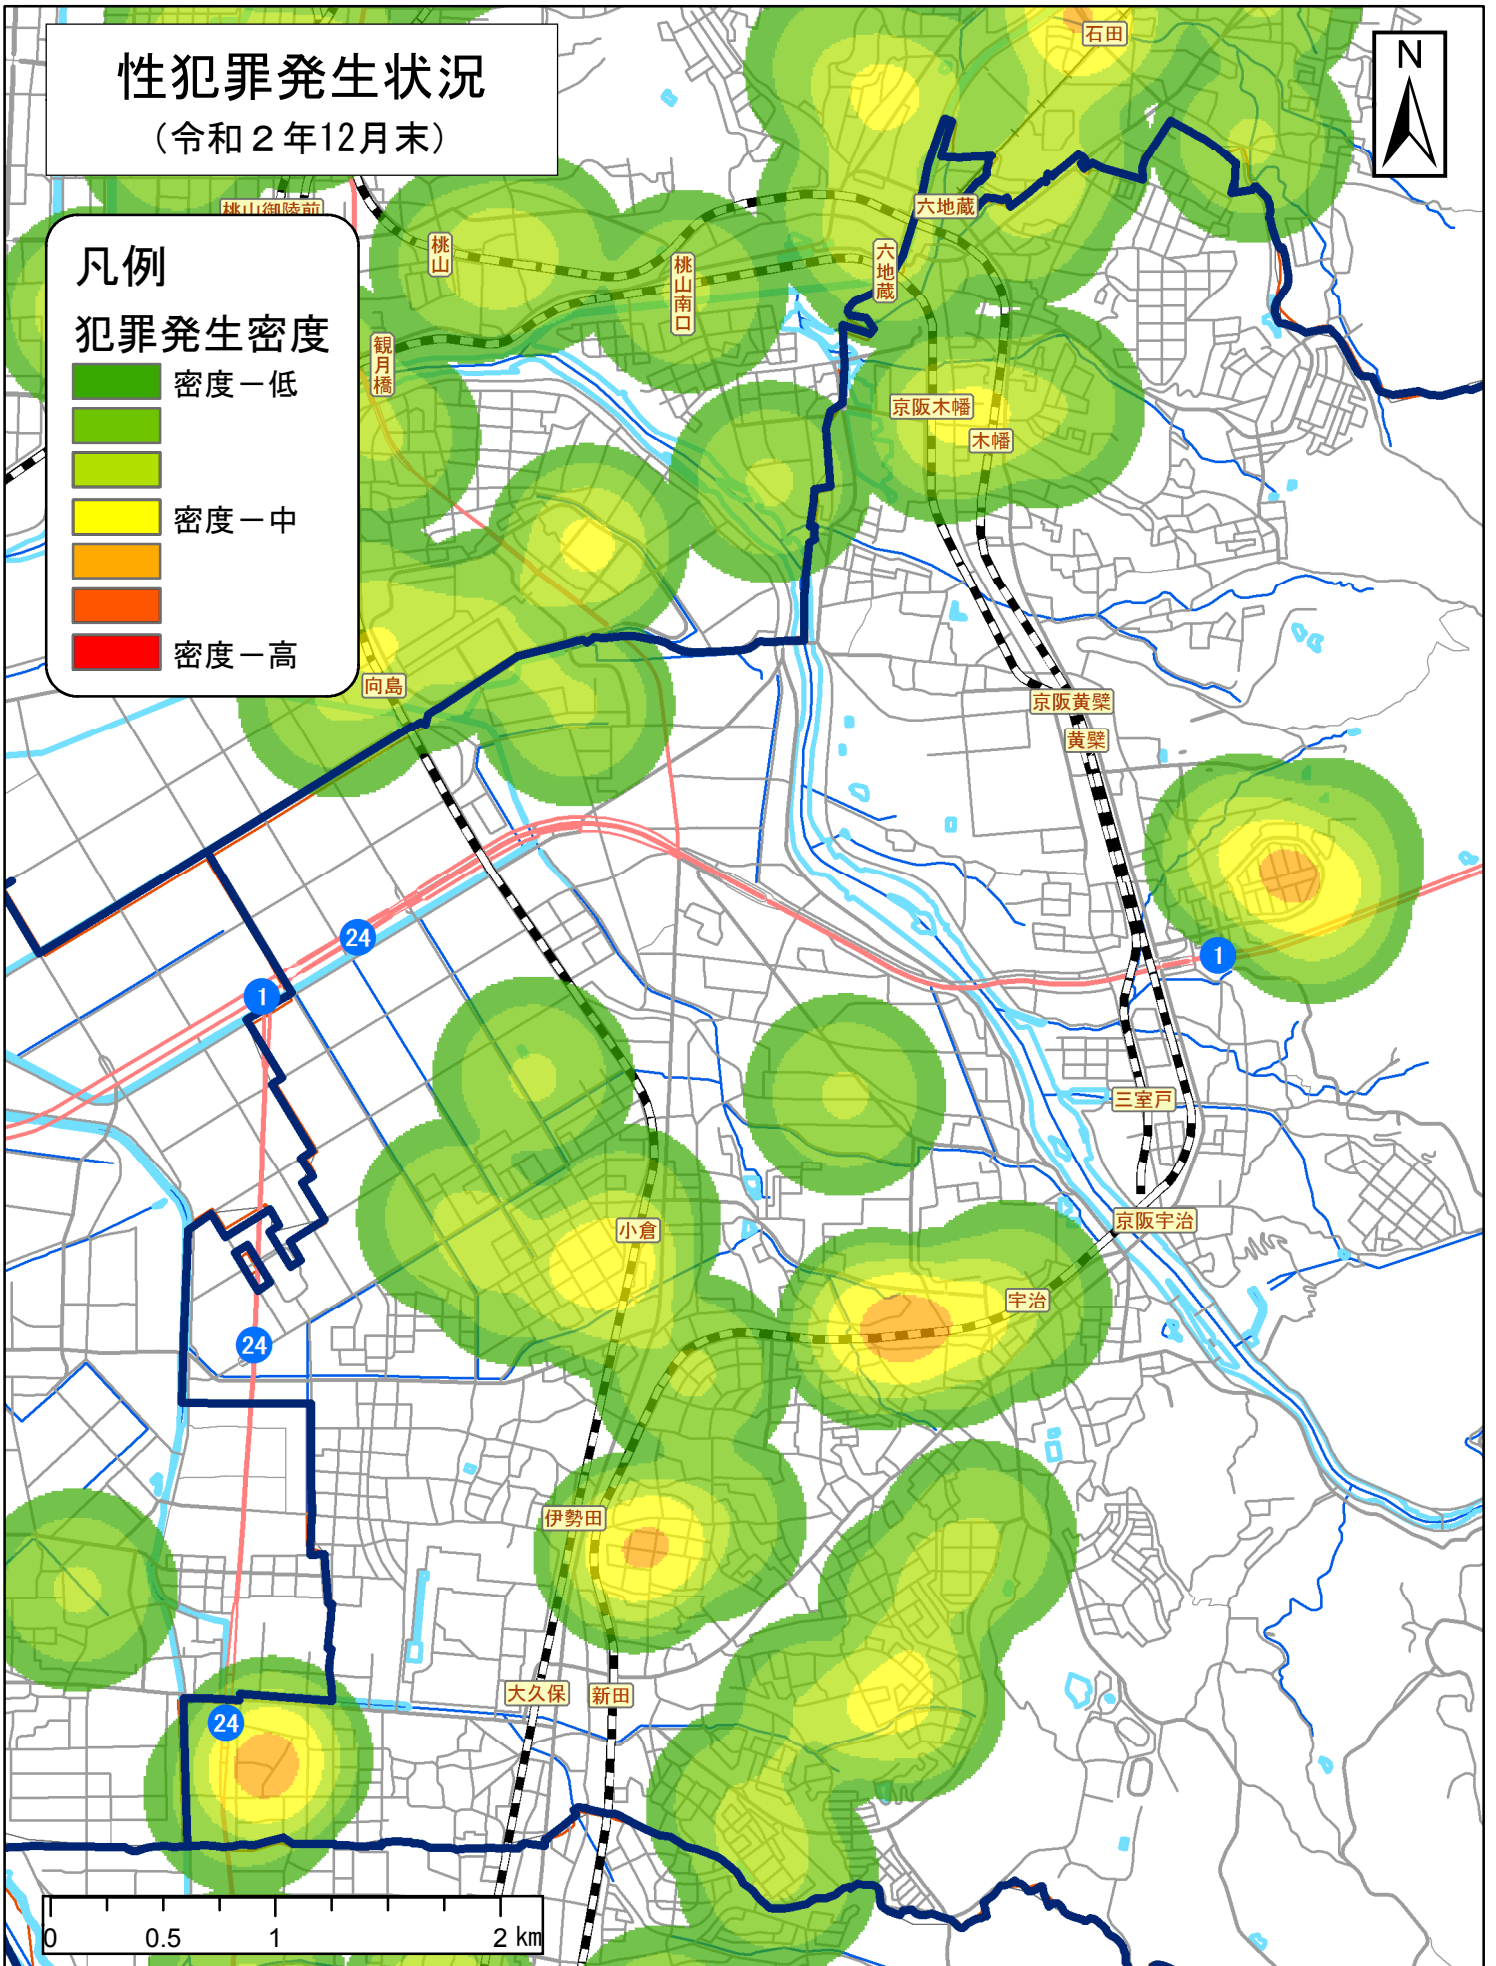 性犯罪発生状況
（令和２年12月末）
N
石田
桃山御陵前
六地蔵
桃山
桃山南口
六地蔵
凡例
犯罪発生密度
密度－低
密度－中
密度－高
観月橋
京阪木幡
木幡
向島
京阪黄檗
黄檗
24
1
1
三室戸
京阪宇治
小倉
宇治
24
伊勢田
大久保
新田
24
0 0.5 1 2 km